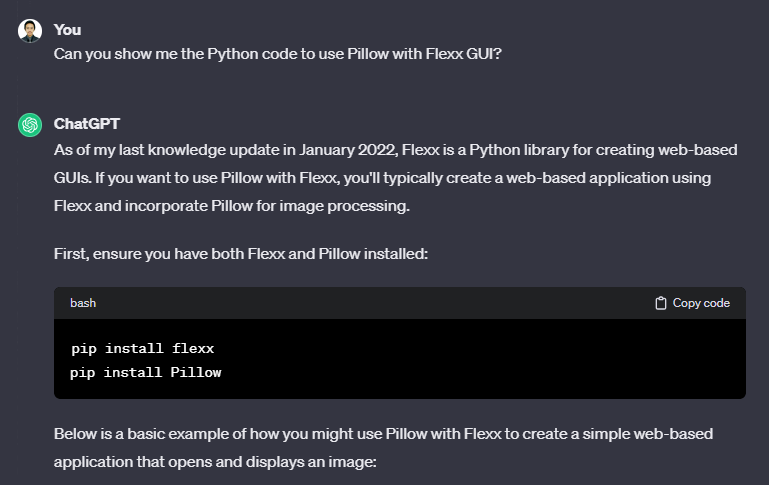 You
Can you show me the Python code to use Pillow with Flexx GUI?
ChatGPT
As of my last knowledge update in January 2022, Flexx is a Python library for creating web-based
GUIs. If you want to use Pillow with Flexx, you'll typically create a web-based application using
Flexx and incorporate Pillow for image processing.
First, ensure you have both Flexx and Pillow installed:
bash Copy code
pip install flexx
pip install Pillow
Below is a basic example of how you might use Pillow with Flexx to create a simple web-based
application that opens and displays an image: